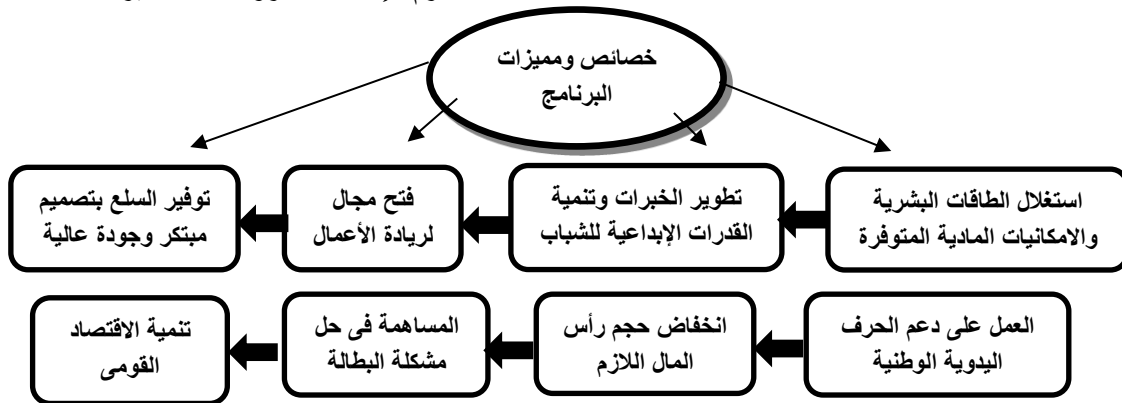 خصائص ومميزات
البرنامج
استغلال الطاقات البشرية
والامكانيات المادية المتوفرة
تطوير الخبرات وتنمية
القدرات الإبداعية للشباب
فتح مجال
لريادة الأعمال
توفير السلع بتصميم
مبتكر وجودة عالية
العمل على دعم الحرف
اليدوية الوطنية
انخفاض حجم رأس
المال اللازم
المساهمة فى حل
مشكلة البطالة
تنمية الاقتصاد
القومى